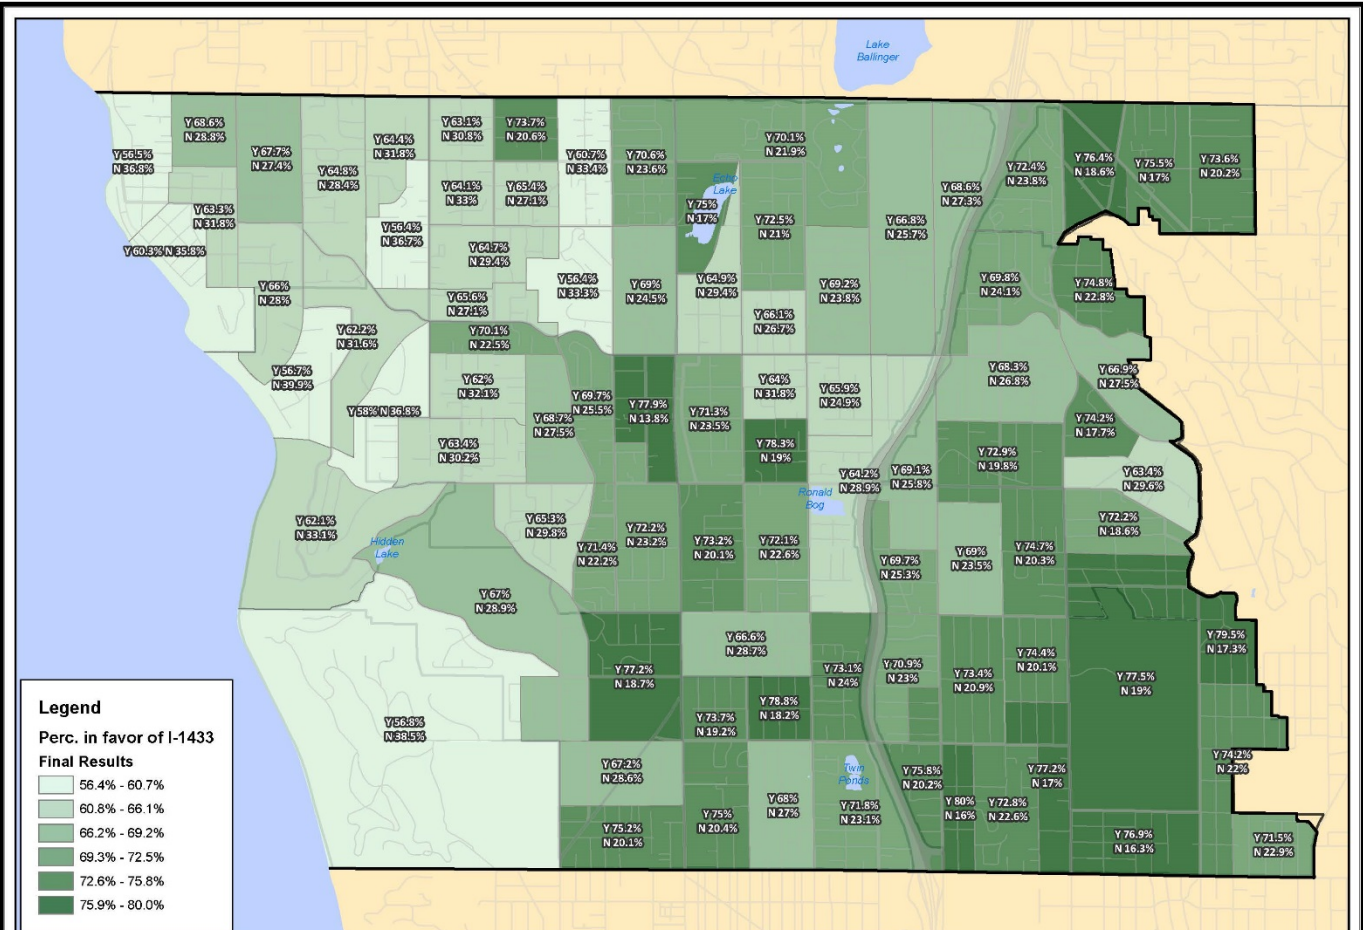 Lake
Ballinger
Y 56.5%
N 36.8%
Y 68.6%
N 28.8%
Y 67.7%
N 27.4%
Y 64.8%
N 28.4%
Y 64.4%
N 31.8%
Y 63.1%
N 30.8%
Y 73.7%
N 20.6%
Y 60.7%
N 33.4%
Y 70.6%
N 23.6%
Y 70.1%
N 21.9%
Y 68.6%
N 27.3%
Y 72.4%
N 23.8%
Y 76.4%
N 18.6%
Y 75.5%
N 17%
Y 73.6%
N 20.2%
Y 64.1%
N 33%
Y 65.4%
N 27.1%
Echo
Lake
Y 75%
N 17%
Y 63.3%
N 31.8%
Y 60.3% N 35.8%
Y 56.4%
N 36.7%
Y 72.5%
N 21%
Y 66.8%
N 25.7%
Y 64.7%
N 29.4%
Y 66%
N 28%
Y 56.4%
N 33.3%
Y 69%
N 24.5%
Y 64.9%
N 29.4%
Y 69.2%
N 23.8%
Y 69.8%
N 24.1%
Y 74.8%
N 22.8%
Y 65.6%
N 27.1%
Y 66.1%
N 26.7%
Y 62.2%
N 31.6%
Y 70.1%
N 22.5%
Y 56.7%
N 39.9%
Y 62%
N 32.1%
Y 64%
N 31.8%
Y 65.9%
N 24.9%
Y 68.3%
N 26.8%
Y 66.9%
N 27.5%
Y 58% N 36.8%
Y 69.7%
N 25.5%
Y 77.9%
N 13.8%
Y 71.3%
N 23.5%
Y 68.7%
N 27.5%
Y 74.2%
N 17.7%
Y 63.4%
N 30.2%
Y 78.3%
N 19%
Y 72.9%
N 19.8%
Y 64.2%
N 28.9%
Y 69.1%
N 25.8%
Y 63.4%
N 29.6%
Ronald
Bog
Y 62.1%
N 33.1%
Y 65.3%
N 29.8%
Y 72.2%
N 23.2%
Y 73.2%
N 20.1%
Y 72.1%
N 22.6%
Y 72.2%
N 18.6%
Hidden
Lake
Y 71.4%
N 22.2%
Y 69.7%
N 25.3%
Y 69%
N 23.5%
Y 74.7%
N 20.3%
Y 67%
N 28.9%
Y 66.6%
N 28.7%
Y 79.5%
N 17.3%
Y 77.2%
N 18.7%
Y 73.1%
N 24%
Y 70.9%
N 23%
Y 73.4%
N 20.9%
Y 74.4%
N 20.1%
Y 77.5%
N 19%
Y 56.8%
N 38.5%
Y 73.7%
N 19.2%
Y 78.8%
N 18.2%
Y 67.2%
N 28.6%
Twin
Ponds
Y 75.8%
N 20.2%
Y 77.2%
N 17%
Y 74.2%
N 22%
Y 75.2%
N 20.1%
Y 75%
N 20.4%
Y 68%
N 27%
Y 71.8%
N 23.1%
Y 80%
N 16%
Y 72.8%
N 22.6%
Y 76.9%
N 16.3%
Y 71.5%
N 22.9%
Legend
Perc. in favor of I-1433
Final Results
56.4% - 60.7%
60.8% - 66.1%
66.2% - 69.2%
69.3% - 72.5%
72.6% - 75.8%
75.9% - 80.0%